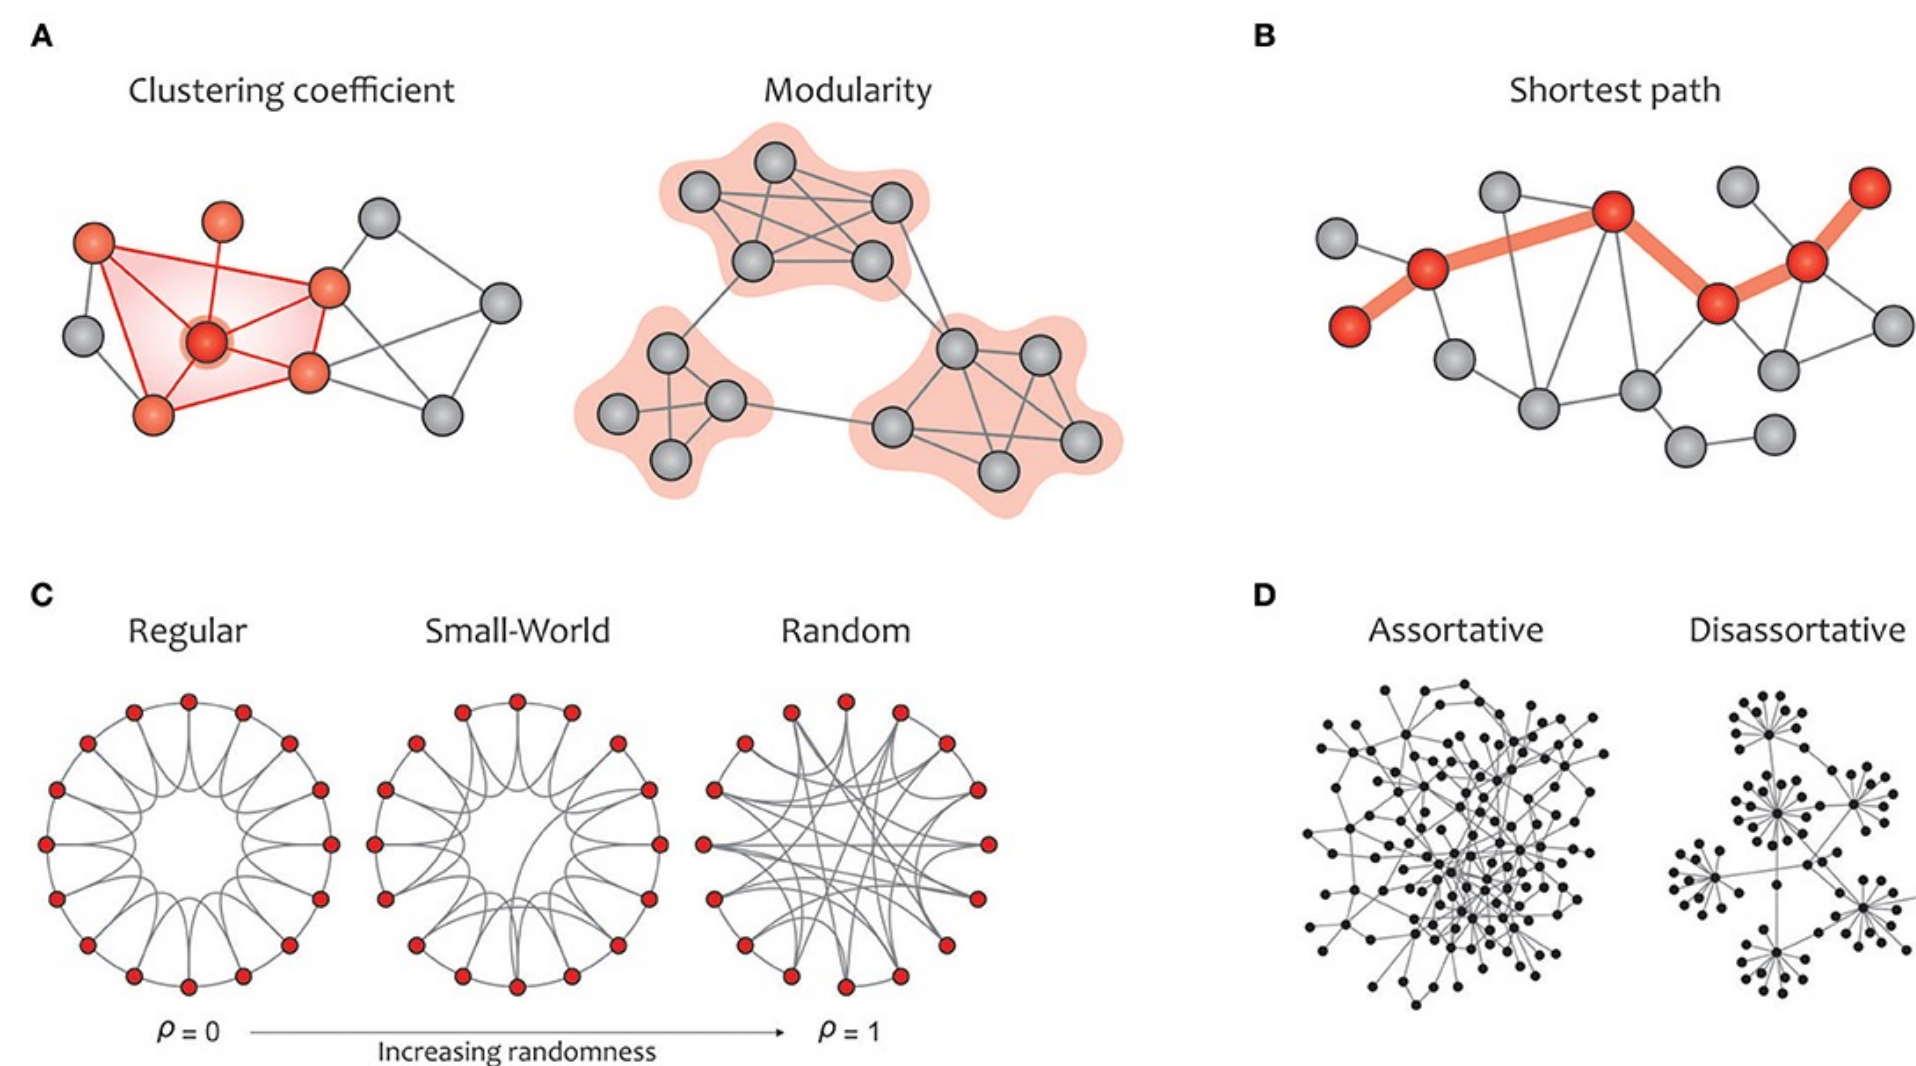 A
Clustering coefficient
Modularity
B
Shortest path
C
Regular
Small-World
Random
ρ = 0
Increasing randomness
ρ = 1
D
Assortative
Disassortative